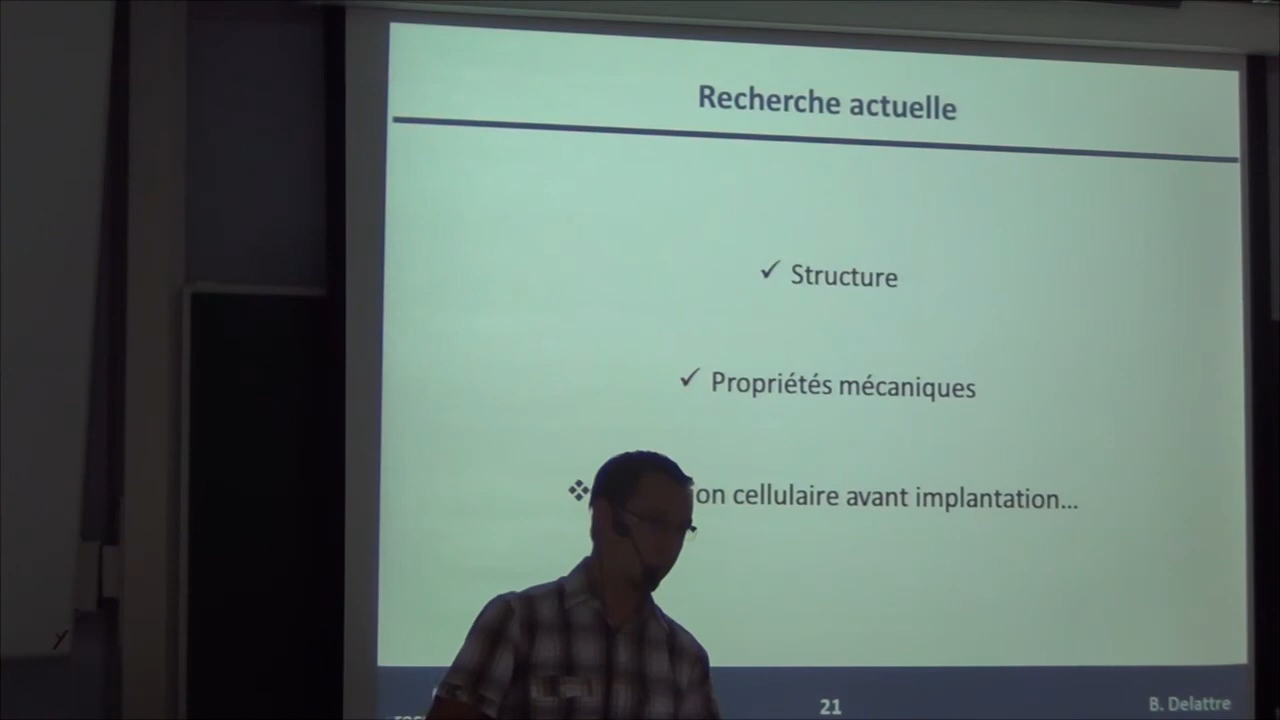 Recherche actuelle
✓ Structure
✓ Propriétés mécaniques
❖ on cellulaire avant implantation...
21
B. Delattre